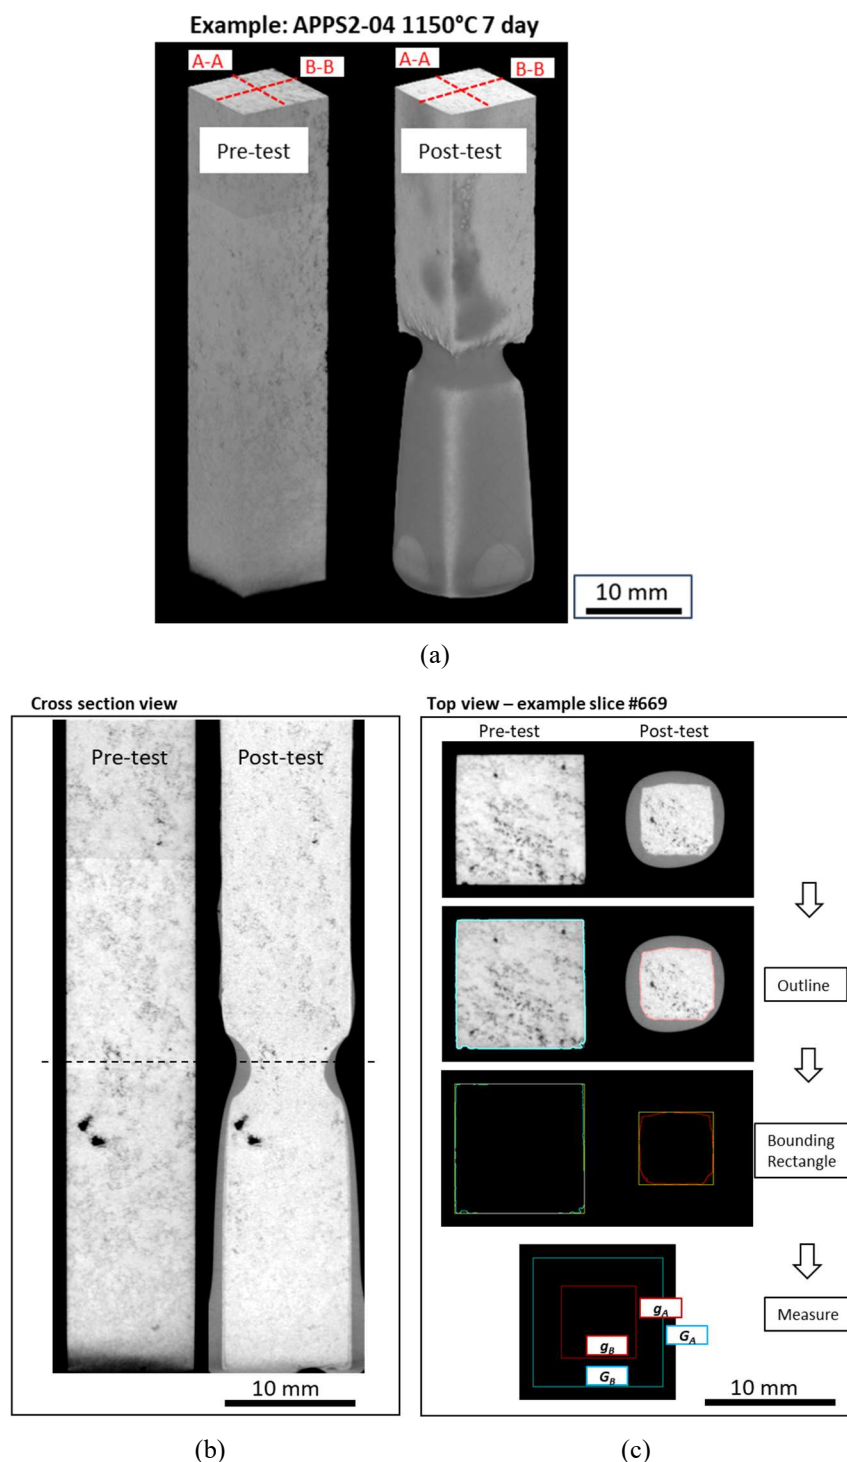 Example: APPS2-04 1150°C 7 day
A-A
B-B
A-A
B-B
Pre-test
Post-test
10 mm
(a)
Cross section view
Pre-test
Post-test
10 mm
(b)
Top view – example slice #669
Pre-test
Post-test
Outline
Bounding
Rectangle
gA
GA
gB
GB
Measure
10 mm
(c)